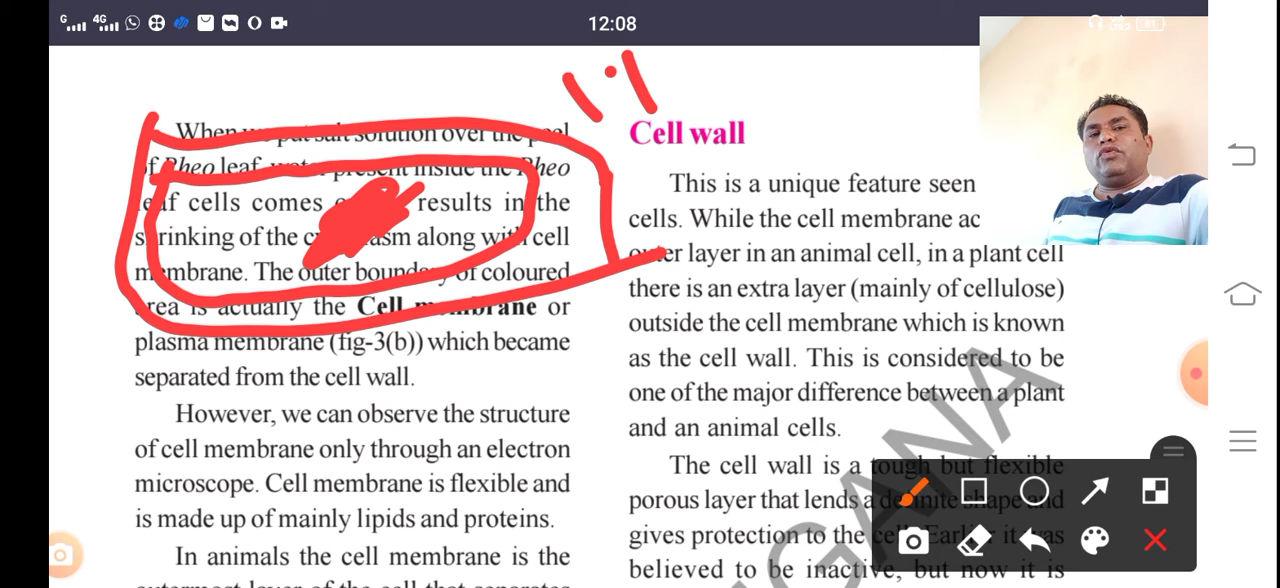 12:08
When we put salt solution over the peel
of Rheo leaf, water present inside the Rheo
leaf cells comes results in the
shrinking of the cytoplasm along with cell
membrane. The outer boundary of coloured
area is actually the Cell membrane or
plasma membrane (fig-3(b)) which became
separated from the cell wall.
However, we can observe the structure
of cell membrane only through an electron
microscope. Cell membrane is flexible and
is made up of mainly lipids and proteins.
In animals the cell membrane is the
outermost layer of the cell that separates
Cell wall
This is a unique feature seen
cells. While the cell membrane
outer layer in an animal cell, in a plant cell
there is an extra layer (mainly of cellulose)
outside the cell membrane which is known
as the cell wall. This is considered to be
one of the major difference between a plant
and an animal cells.
The cell wall is a tough but flexible
porous layer that lends a definite shape and
gives protection to the cell. Earlier it was
believed to be inactive, but now it is
GANA